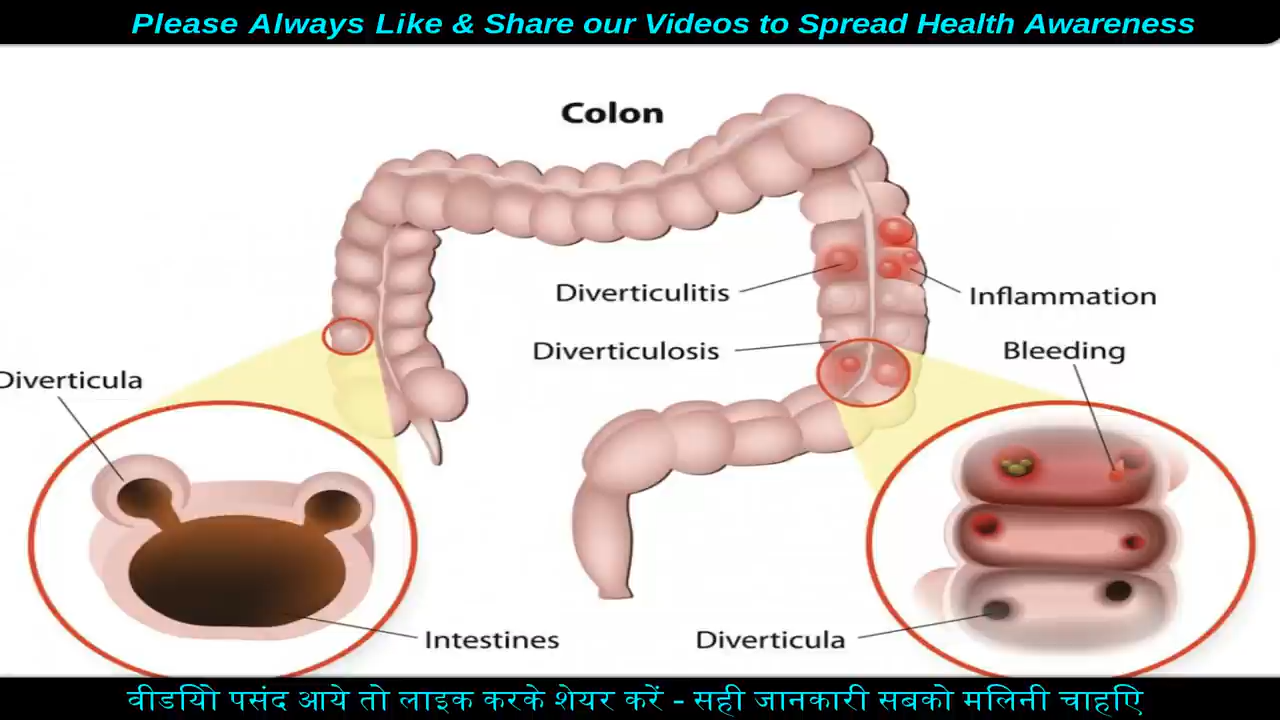 Please Always Like & Share our Videos to Spread Health Awareness
Colon
Diverticulitis
Inflammation
Diverticulosis
Bleeding
Diverticula
Intestines
Diverticula
वीडियो पसंद आये तो लाइक करके शेयर करें - सही जानकारी सबको मिलनी चाहिए